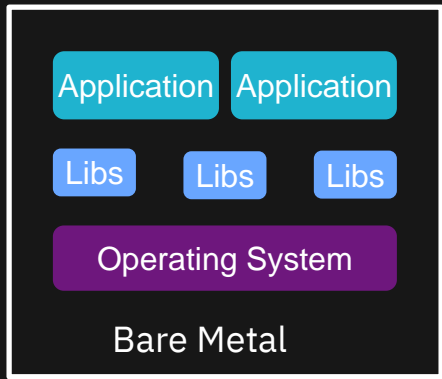 Application Application
Libs Libs Libs
Operating System
Bare Metal